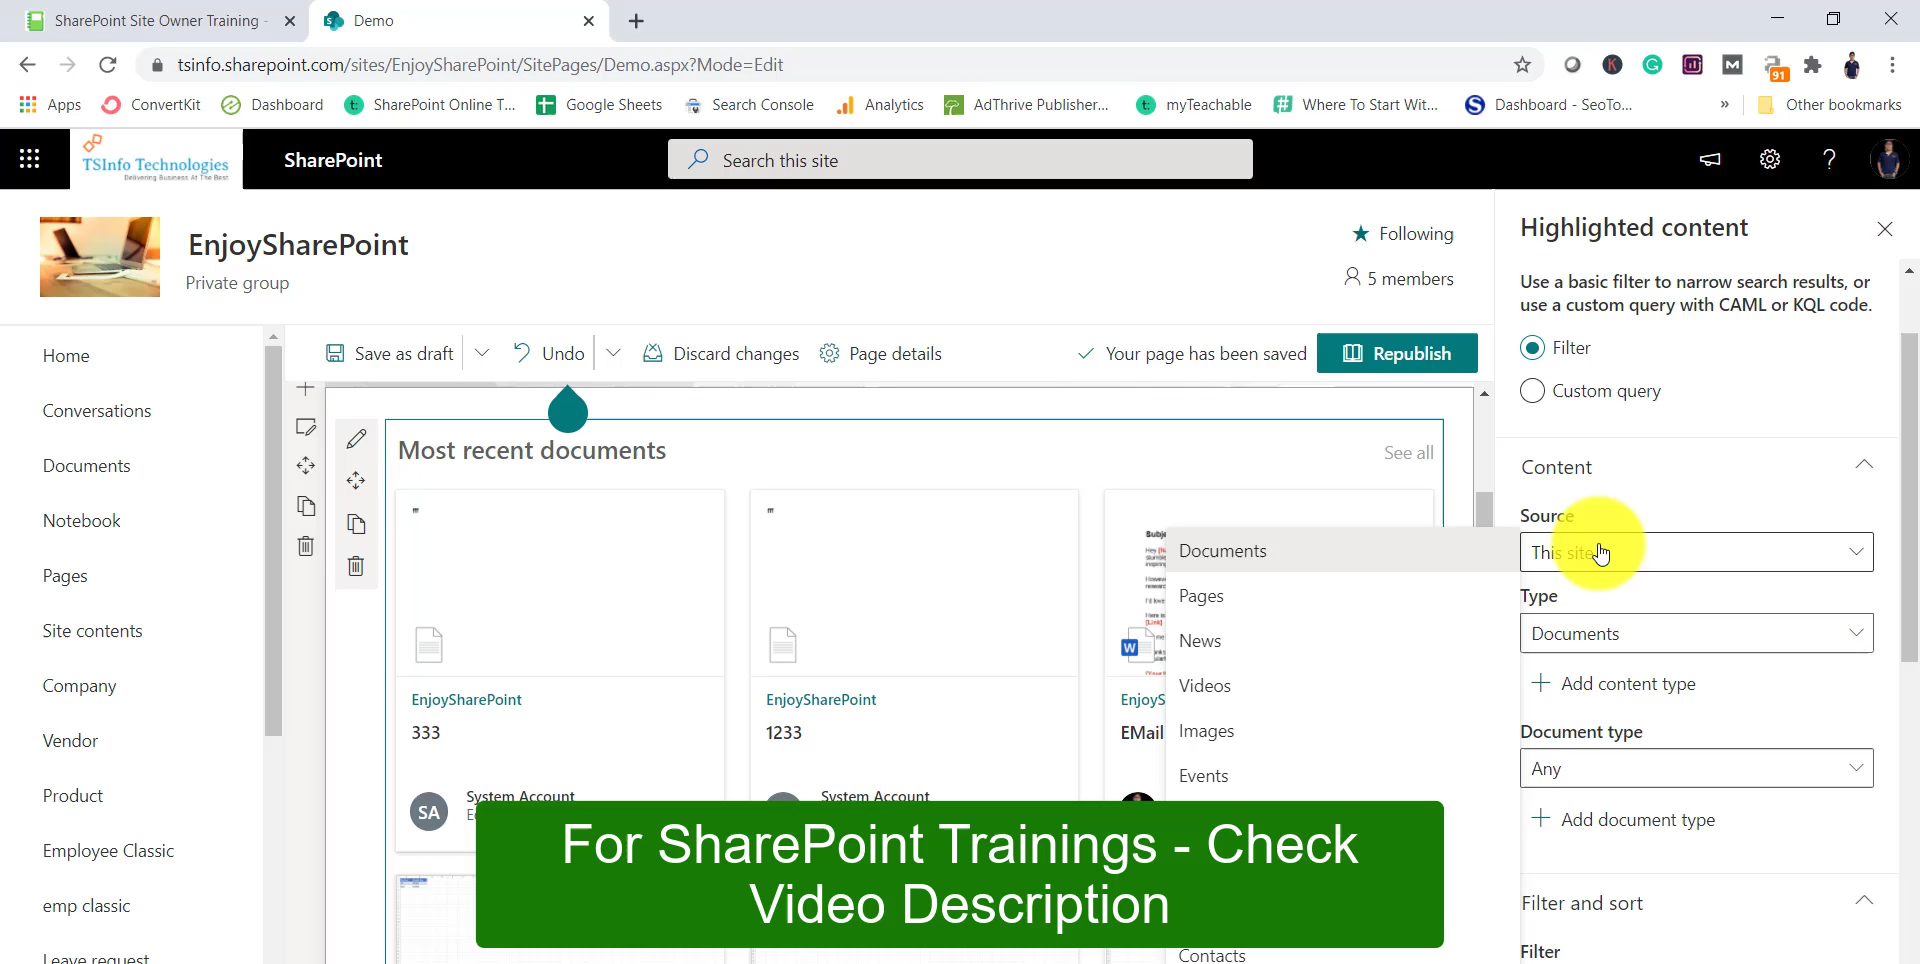 SharePoint Site Owner Training -
Demo
tsinfo.sharepoint.com/sites/EnjoySharePoint/SitePages/Demo.aspx?Mode=Edit
91
Apps
ConvertKit
Dashboard
SharePoint Online T...
Google Sheets
Search Console
Analytics
AdThrive Publisher...
myTeachable
Where To Start Wit...
Dashboard - SeoTo...
»
Other bookmarks
TSInfo Technologies
Delivering Business At The Best
SharePoint
Search this site
EnjoySharePoint
Private group
Following
5 members
Home
Conversations
Documents
Notebook
Pages
Site contents
Company
Vendor
Product
Employee Classic
emp classic
Leave request
Save as draft
Undo
Discard changes
Page details
Your page has been saved
Republish
Most recent documents
See all
EnjoySharePoint
333
SA
System Account
EnjoySharePoint
1233
System Account
EnjoyS
EMail
Documents
Pages
News
Videos
Images
Events
Contacts
For SharePoint Trainings - Check
Video Description
Highlighted content
Use a basic filter to narrow search results, or
use a custom query with CAML or KQL code.
Filter
Custom query
Content
Source
This site
Type
Documents
Add content type
Document type
Any
Add document type
Filter and sort
Filter